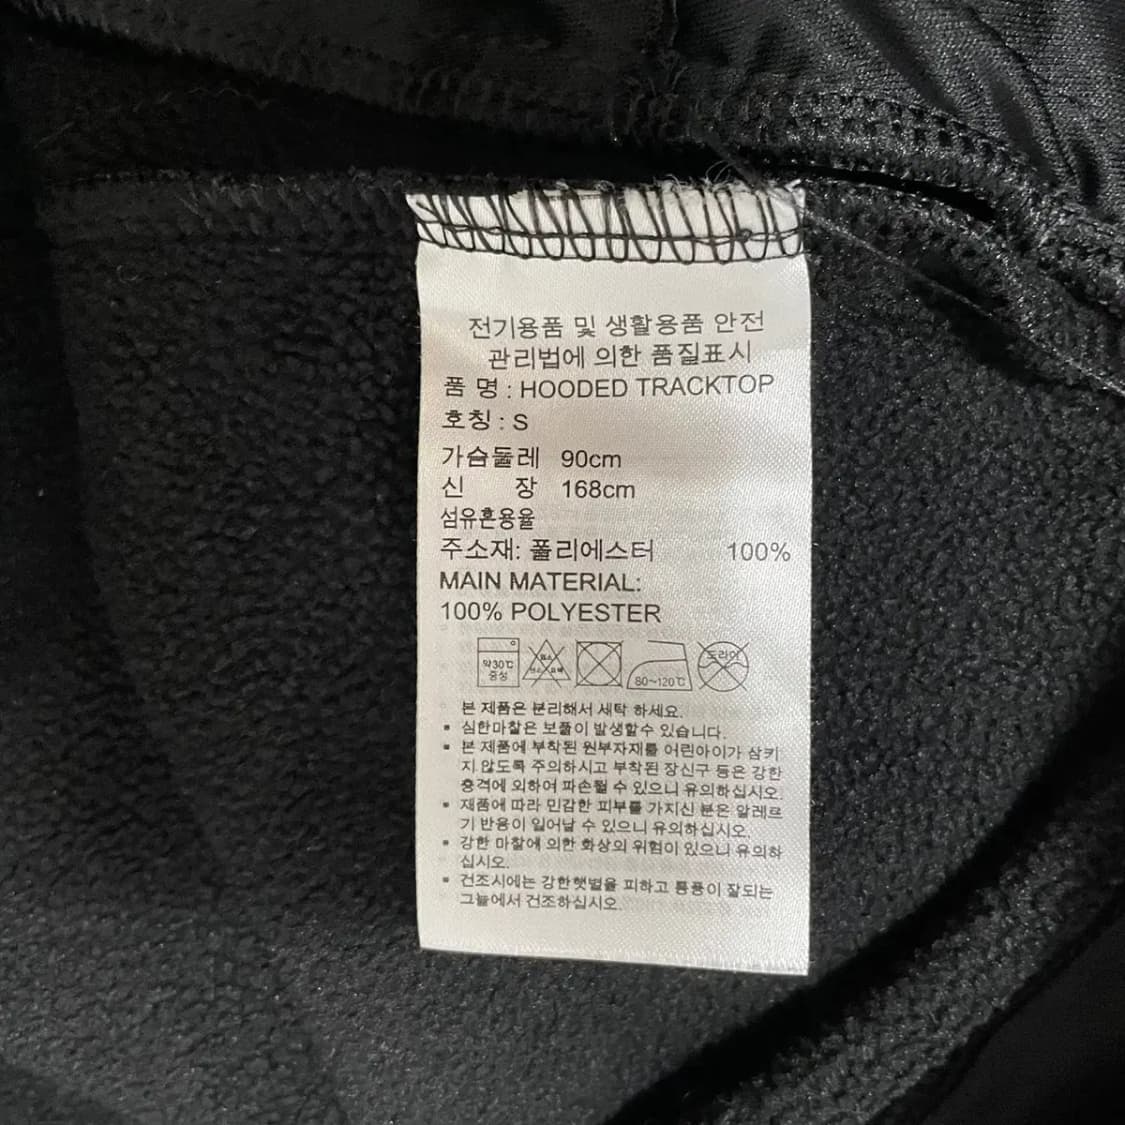 전기용품 및 생활용품 안전
관리법에 의한 품질표시
품 명 : HOODED TRACKTOP
호칭 : S
가슴둘레 90cm
신 장 168cm
섬유혼용율
주소재: 폴리에스터 100%
MAIN MATERIAL:
100% POLYESTER
약30℃
중성
80~120℃
드라이
본 제품은 분리해서 세탁 하세요.
▪ 심한마찰은 보풀이 발생할수 있습니다.
▪ 본 제품에 부착된 원부자재를 어린아이가 삼키
지 않도록 주의하시고 부착된 장신구 등은 강한
충격에 의하여 파손될 수 있으니 유의하십시오.
▪ 제품에 따라 민감한 피부를 가지신 분은 알레르
기 반응이 일어날 수 있으니 유의하십시오.
▪ 강한 마찰에 의한 화상의 위험이 있으니 유의하
십시오.
▪ 건조시에는 강한햇볕을 피하고 통풍이 잘되는
그늘에서 건조하십시오.